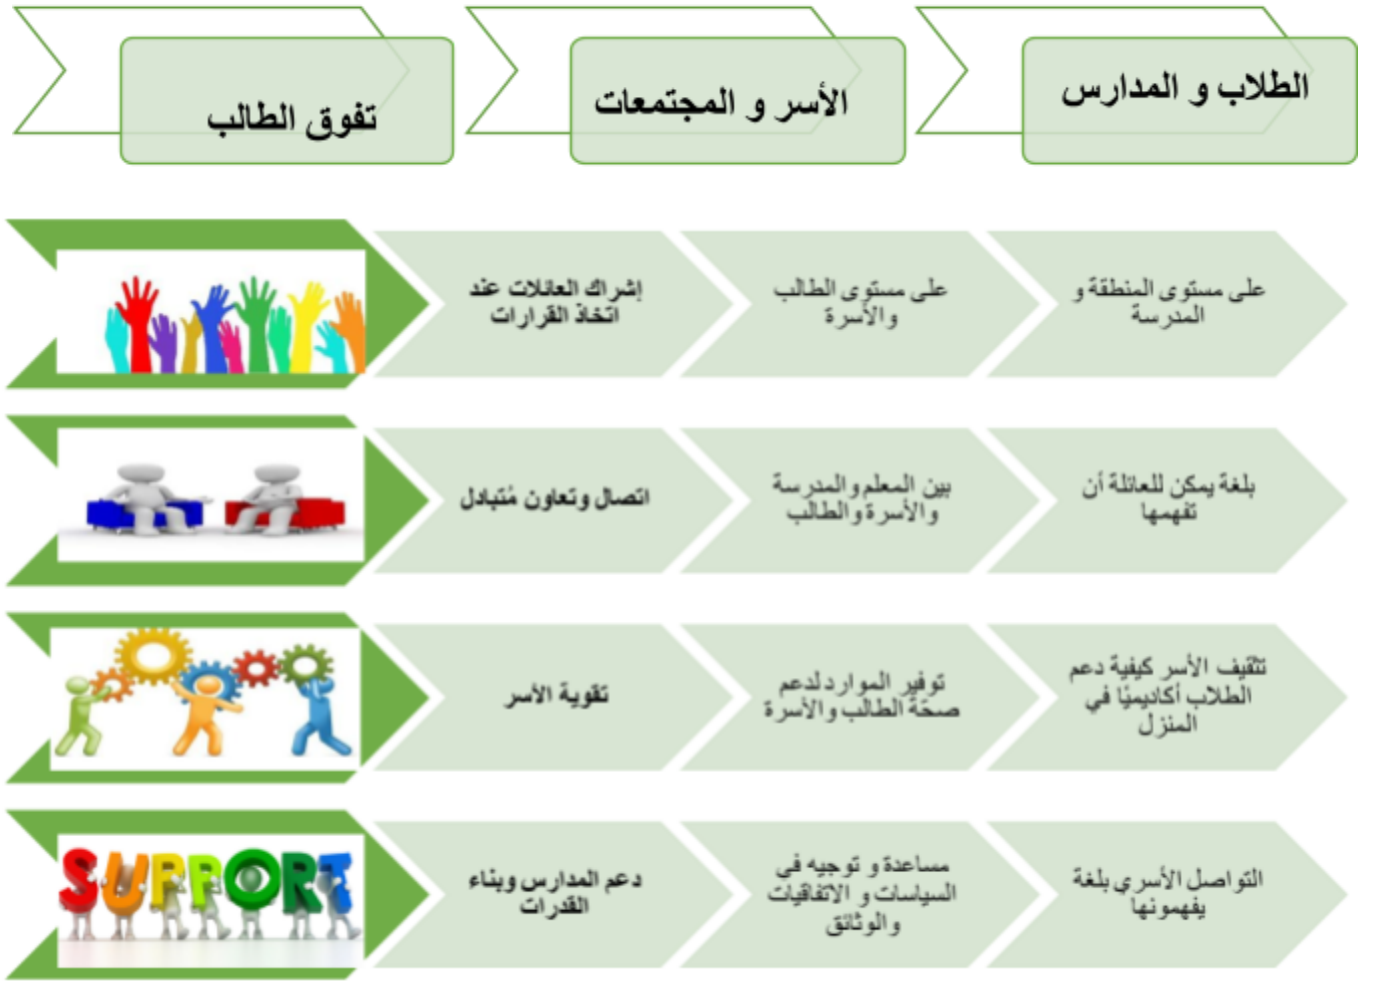 الطلاب و المدارس
الأسر و المجتمعات
تفوق الطالب
إشراك العائلات عند
اتخاذ القرارات
على مستوى الطالب
والأسرة
على مستوى المنطقة و
المدرسة
اتصال وتعاون مُتبادل
بين المعلم والمدرسة
والأسرة والطالب
بلغة يمكن للعائلة أن
تفهمها
تقوية الأسر
توفير الموارد لدعم
صحّة الطالب والأسرة
تثقيف الأسر كيفية دعم
الطلاب أكاديميًا في
المنزل
SUPPORT
دعم المدارس وبناء
القدرات
مساعدة و توجيه في
السياسات و الاتفاقيات
والوثائق
التواصل الأسري بلغة
يفهمونها